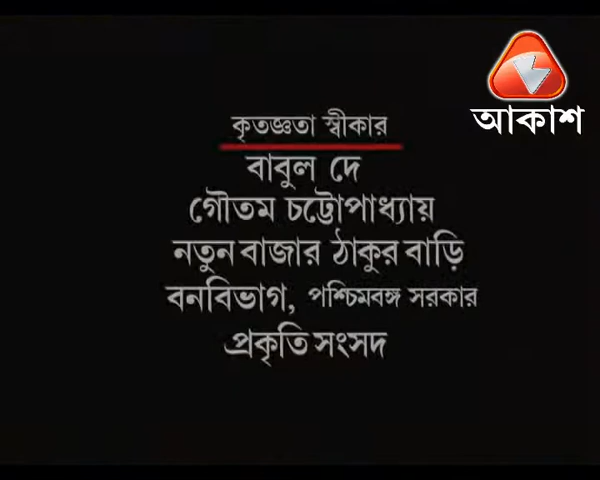 আকাশ
কৃতজ্ঞতা স্বীকার
বাবুল দে
গৌতম চট্টোপাধ্যায়
নতুন বাজার ঠাকুর বাড়ি
বনবিভাগ, পশ্চিমবঙ্গ সরকার
প্রকৃতি সংসদ